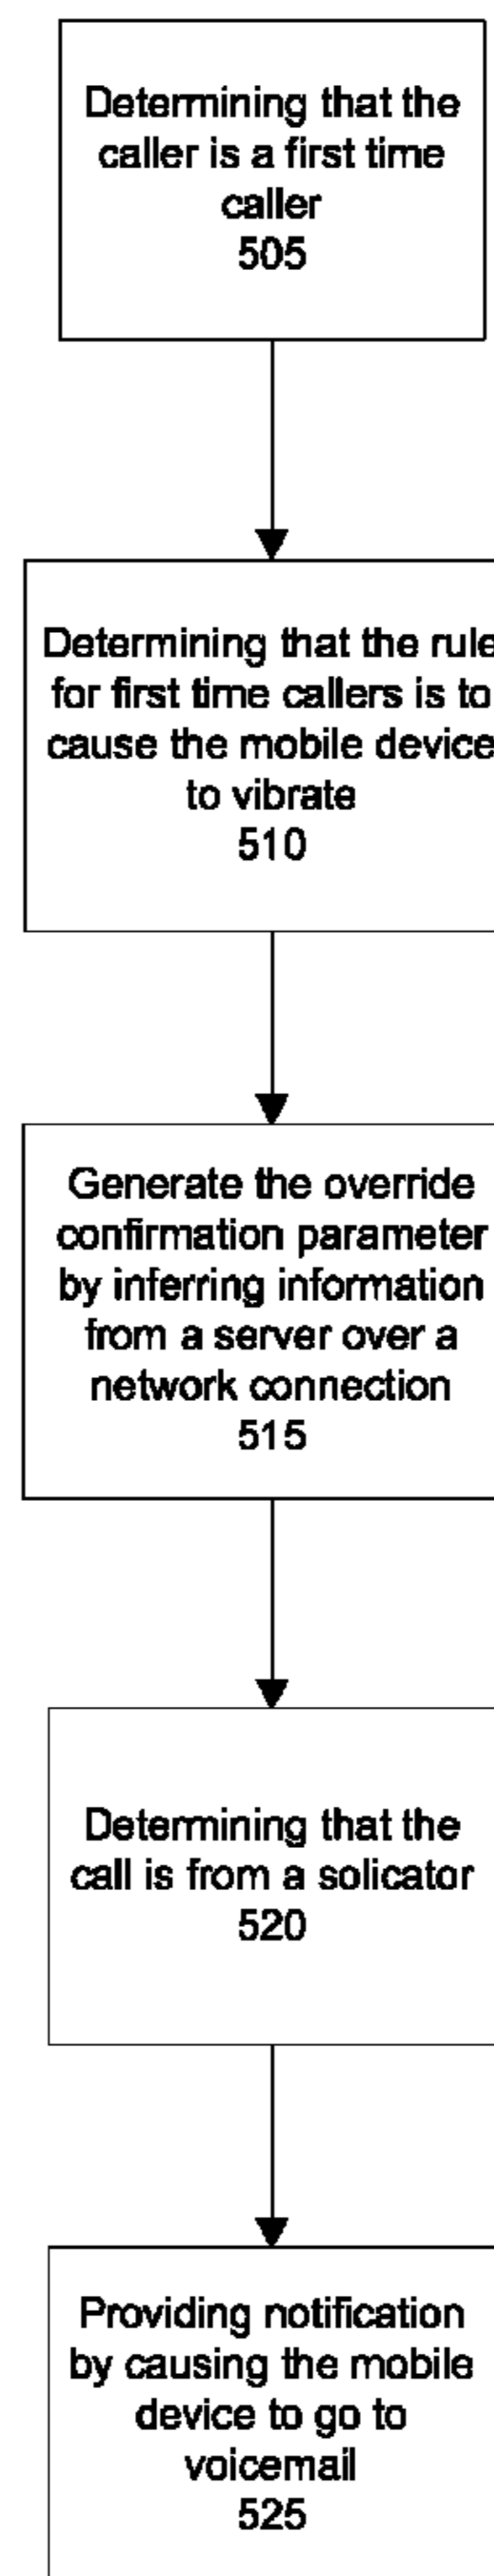 Determining that the
caller is a first time
caller
505
Determining that the rule
for first time callers is to
cause the mobile device
to vibrate
510
Generate the override
confirmation parameter
by inferring information
from a server over a
network connection
515
Determining that the
call is from a solicator
520
Providing notification
by causing the mobile
device to go to
voicemail
525